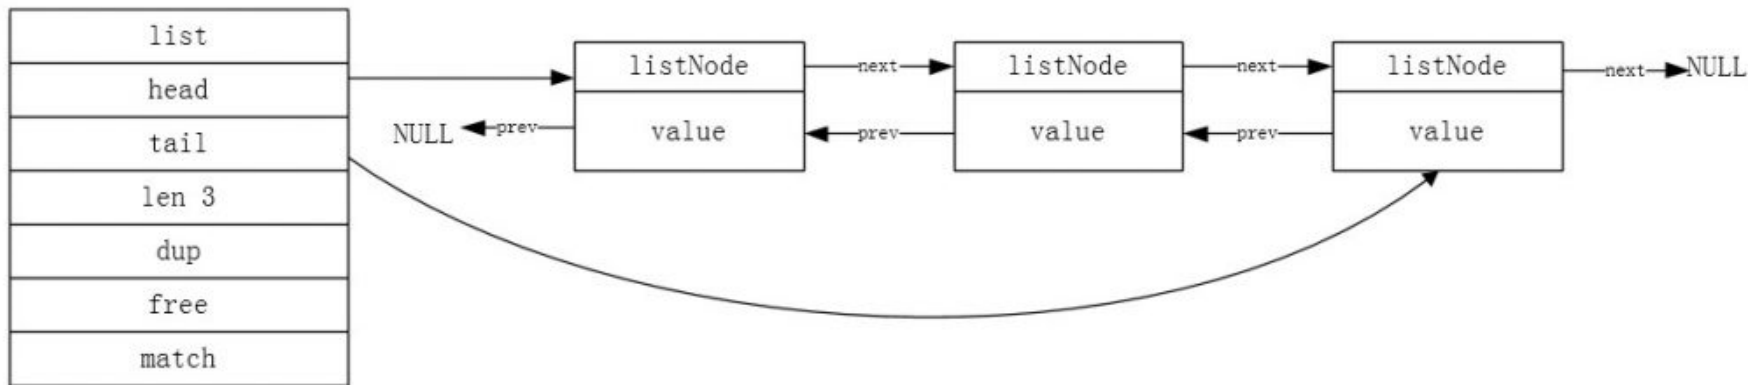 list
head
tail
len 3
dup
free
match
listNode
value
listNode
value
listNode
value
next
next
next
NULL
NULL
prev
prev
prev